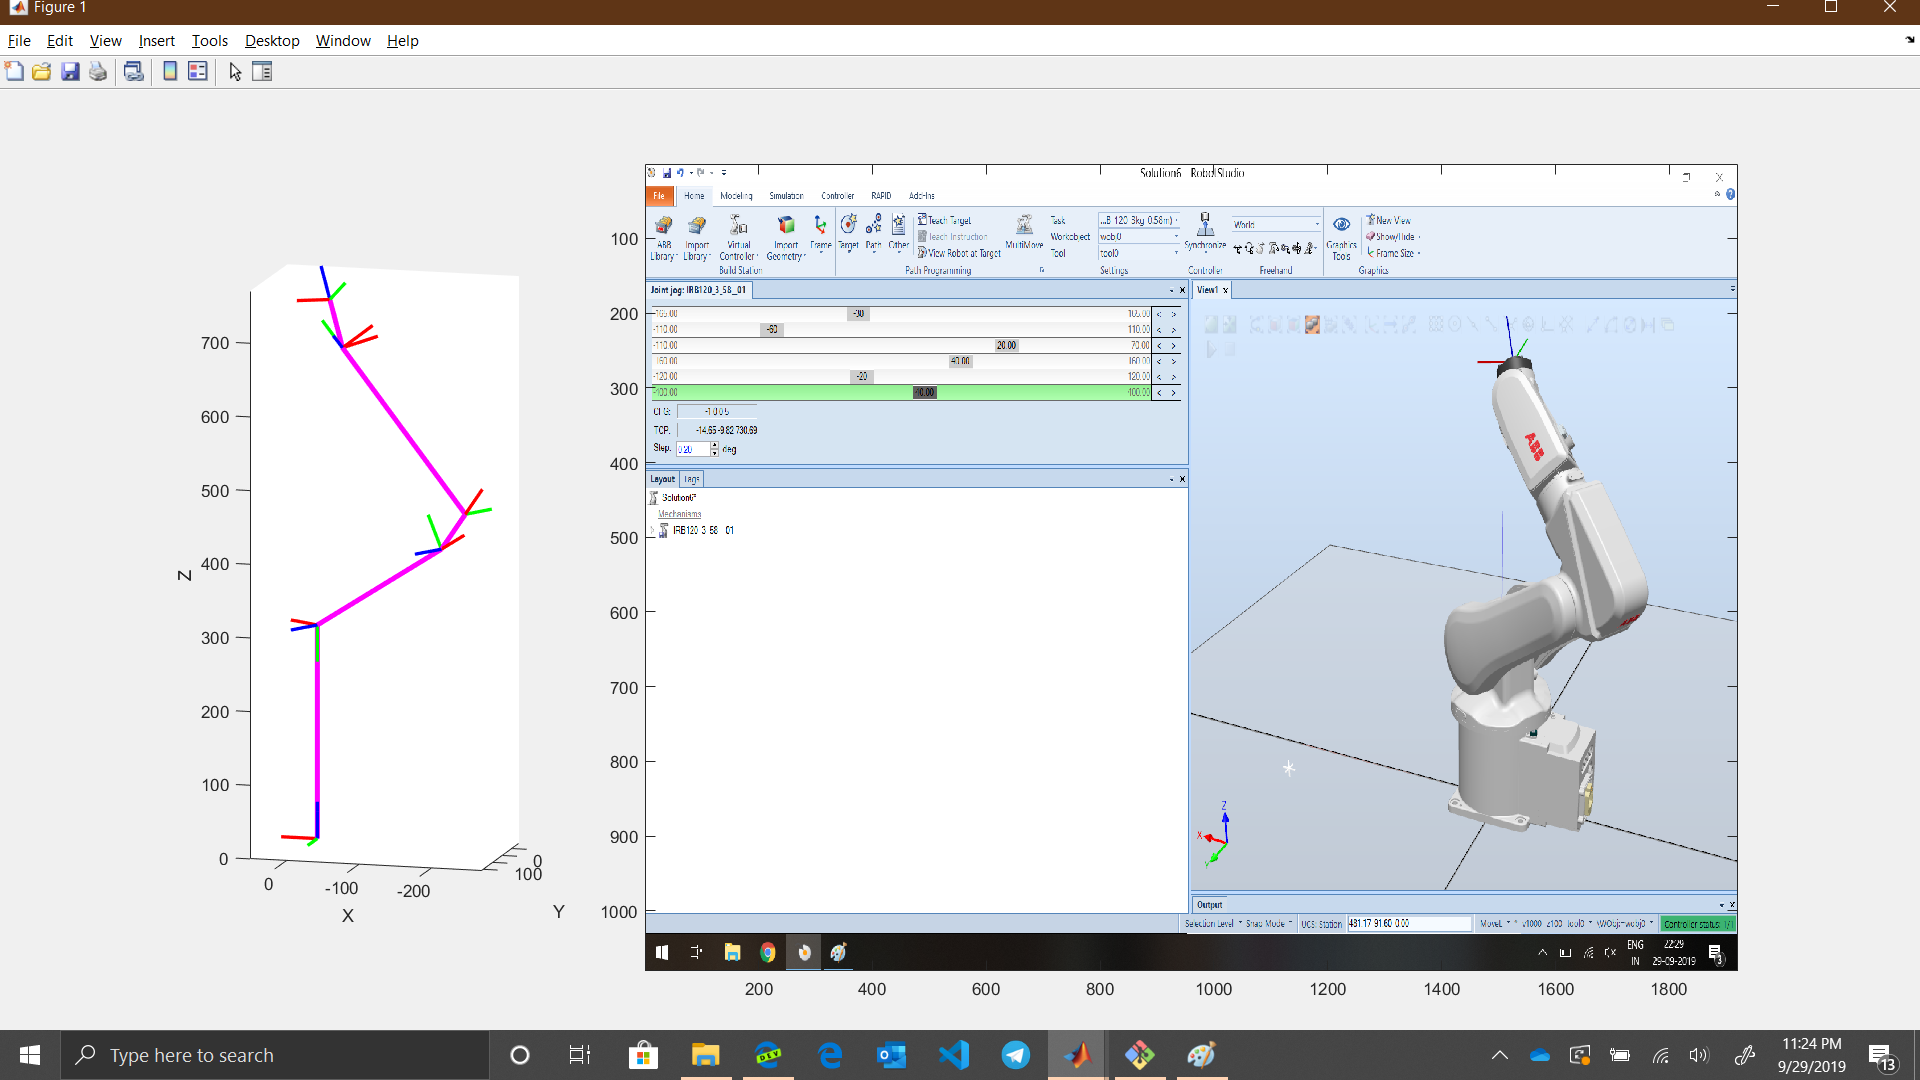 Figure 1
File Edit View Insert Tools Desktop Window Help
700
600
500
400
300
200
100
0
Z
0
-100
-200
X
0
100
Y
100
200
300
400
500
600
700
800
900
1000
200 400 600 800 1000 1200 1400 1600 1800
Solution6 RobotStudio
File Home Modeling Simulation Controller RAPID Add-Ins
ABB Library
Import Library
Virtual Controller
Import Geometry
Frame
Target
Path
Other
Build Station
Teach Target
Teach Instruction
View Robot at Target
MultiMove
Path Programming
Task
Workobject wobj0
Tool tool0
Settings
Synchronize
Controller
World
Freehand
Graphics Tools
New View
Show/Hide
Frame Size
Graphics
Joint jog: IRB120_3_58__01
-165.00 -30 165.00 < >
-110.00 -60 110.00 < >
-110.00 20.00 70.00 < >
-160.00 40.00 160.00 < >
-120.00 -20 120.00 < >
-400.00 40.00 400.00 < >
CFG: -1 0 0 5
TCP: -14.65 -9.82 730.69
Step: 0.20 deg
Layout Tags
Solution6*
Mechanisms
IRB120_3_58__01
View1
ABB
ABB
Z
X
Y
Output
Selection Level Snap Mode UCS: Station 481.17 -91.60 0.00 MoveL * v1000 z100 tool0 \WObj:=wobj0 Controller status: 1/1
ENG
IN
22:29
29-09-2019
3
Type here to search
DEV
11:24 PM
9/29/2019
13